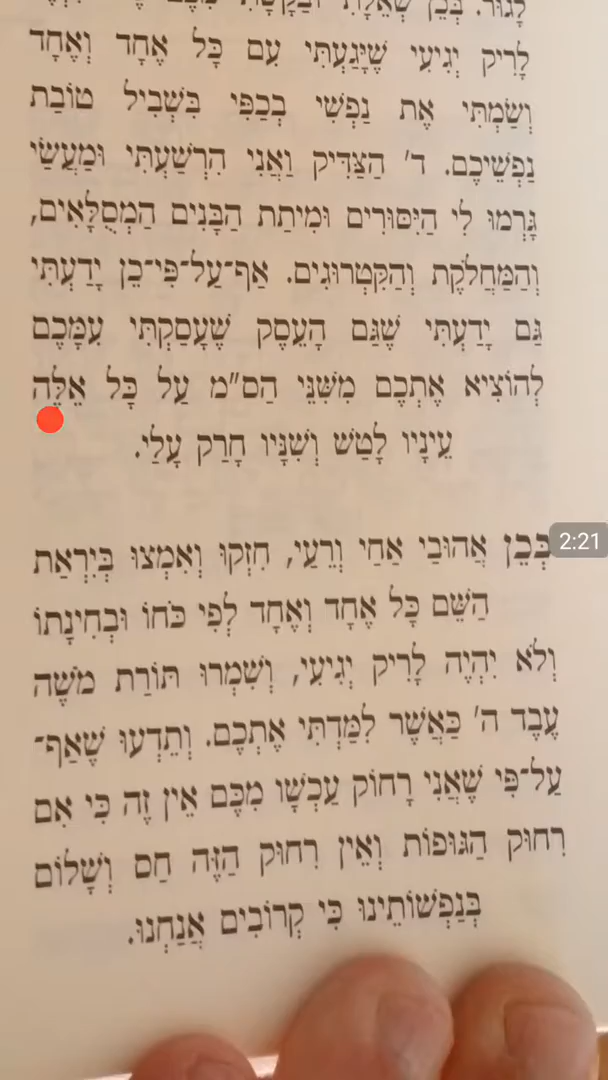 לָגוּר. בְּכֵן שְׁאֵלָתִי וּבַקָּשָׁתִי מִכֶּם
לָרִיק יְגִיעִי שֶׁיָּגַעְתִּי עִם כָּל אֶחָד וְאֶחָד
וְשַׂמְתִּי אֶת נַפְשִׁי בְכַפִּי בִּשְׁבִיל טוֹבַת
נַפְשֵׁיכֶם. ד' הַצַּדִּיק וַאֲנִי הִרְשַׁעְתִּי וּמַעֲשַׂי
גָּרְמוּ לִי הַיִּסּוּרִים וּמִיתַת הַבָּנִים הַמְסֻלָּאִים,
וְהַמַּחֲלֹקֶת וְהַקִּטְרוּגִים. אַף־עַל־פִּי־כֵן יָדַעְתִּי
גַּם יָדַעְתִּי שֶׁגַּם הָעֵסֶק שֶׁעָסַקְתִּי עִמָּכֶם
לְהוֹצִיא אֶתְכֶם מִשִּׁנֵּי הַס"מ עַל כָּל אֵלֶּה
עֵינָיו לָטַשׁ וְשִׁנָּיו חָרַק עָלַי.
בְּכֵן אֲהוּבַי אַחַי וְרֵעַי, חִזְקוּ וְאִמְצוּ בְּיִרְאַת
הַשֵּׁם כָּל אֶחָד וְאֶחָד לְפִי כֹּחוֹ וּבְחִינָתוֹ
וְלֹא יִהְיֶה לָרִיק יְגִיעִי, וְשִׁמְרוּ תּוֹרַת מֹשֶׁה
עֶבֶד ה' כַּאֲשֶׁר לִמַּדְתִּי אֶתְכֶם. וְתֵדְעוּ שֶׁאַף־
עַל־פִּי שֶׁאֲנִי רָחוֹק עַכְשָׁו מִכֶּם אֵין זֶה כִּי אִם
רִחוּק הַגּוּפוֹת וְאֵין רִחוּק הַזֶּה חַס וְשָׁלוֹם
בְּנַפְשׁוֹתֵינוּ כִּי קְרוֹבִים אֲנַחְנוּ.
2:21